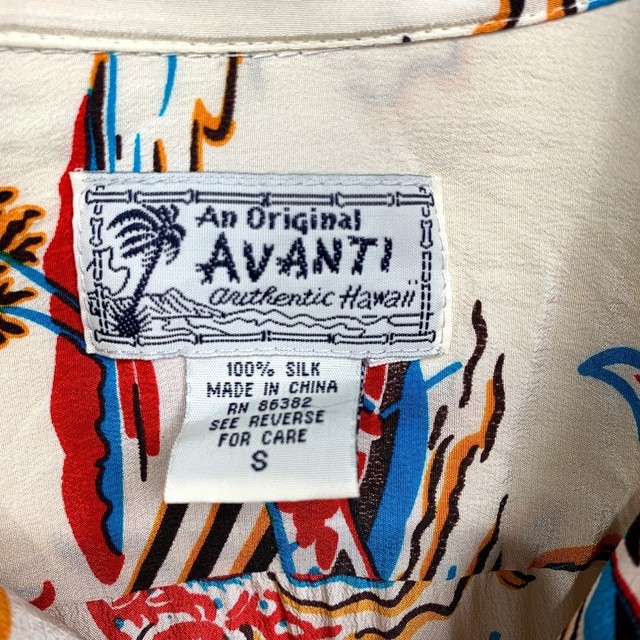 An Original
AVANTI
authentic Hawaii
100% SILK
MADE IN CHINA
RN 86382
SEE REVERSE
FOR CARE
S